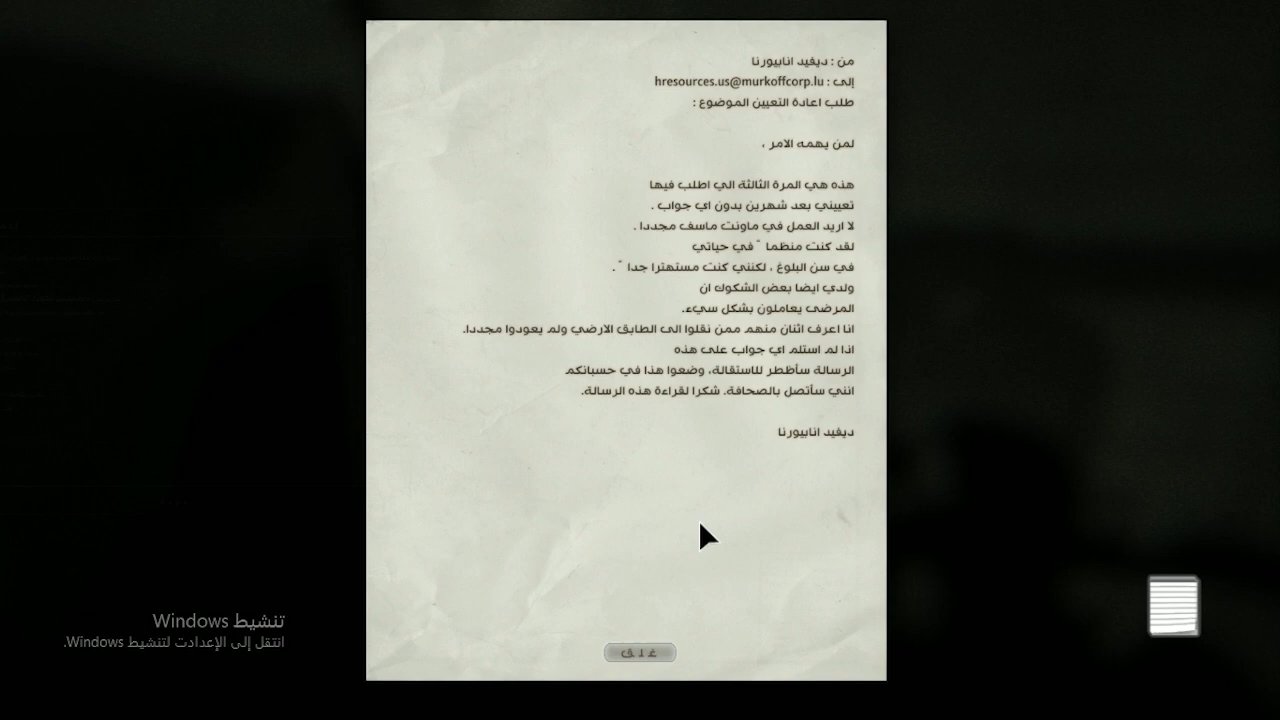 من : ديفيد انابيورنا
إلى : hresources.us@murkoffcorp.lu
طلب اعادة التعيين الموضوع :
لمن يهمه الامر ،
هذه هي المرة الثالثة الي اطلب فيها
تعييني بعد شهرين بدون اي جواب .
لا اريد العمل في ماونت ماسف مجددا .
لقد كنت منظما " في حياتي
في سن البلوغ ، لكنني كنت مستهترا جدا " .
ولدي ايضا بعض الشكوك ان
المرضى يعاملون بشكل سيء.
انا اعرف اثنان منهم ممن نقلوا الى الطابق الارضي ولم يعودوا مجددا.
اذا لم استلم اي جواب على هذه
الرسالة سأظطر للاستقالة، وضعوا هذا في حسبانكم
انني سأتصل بالصحافة. شكرا لقراءة هذه الرسالة.
ديفيد انابيورنا
غلق
تنشيط Windows
انتقل إلى الإعدادت لتنشيط Windows.